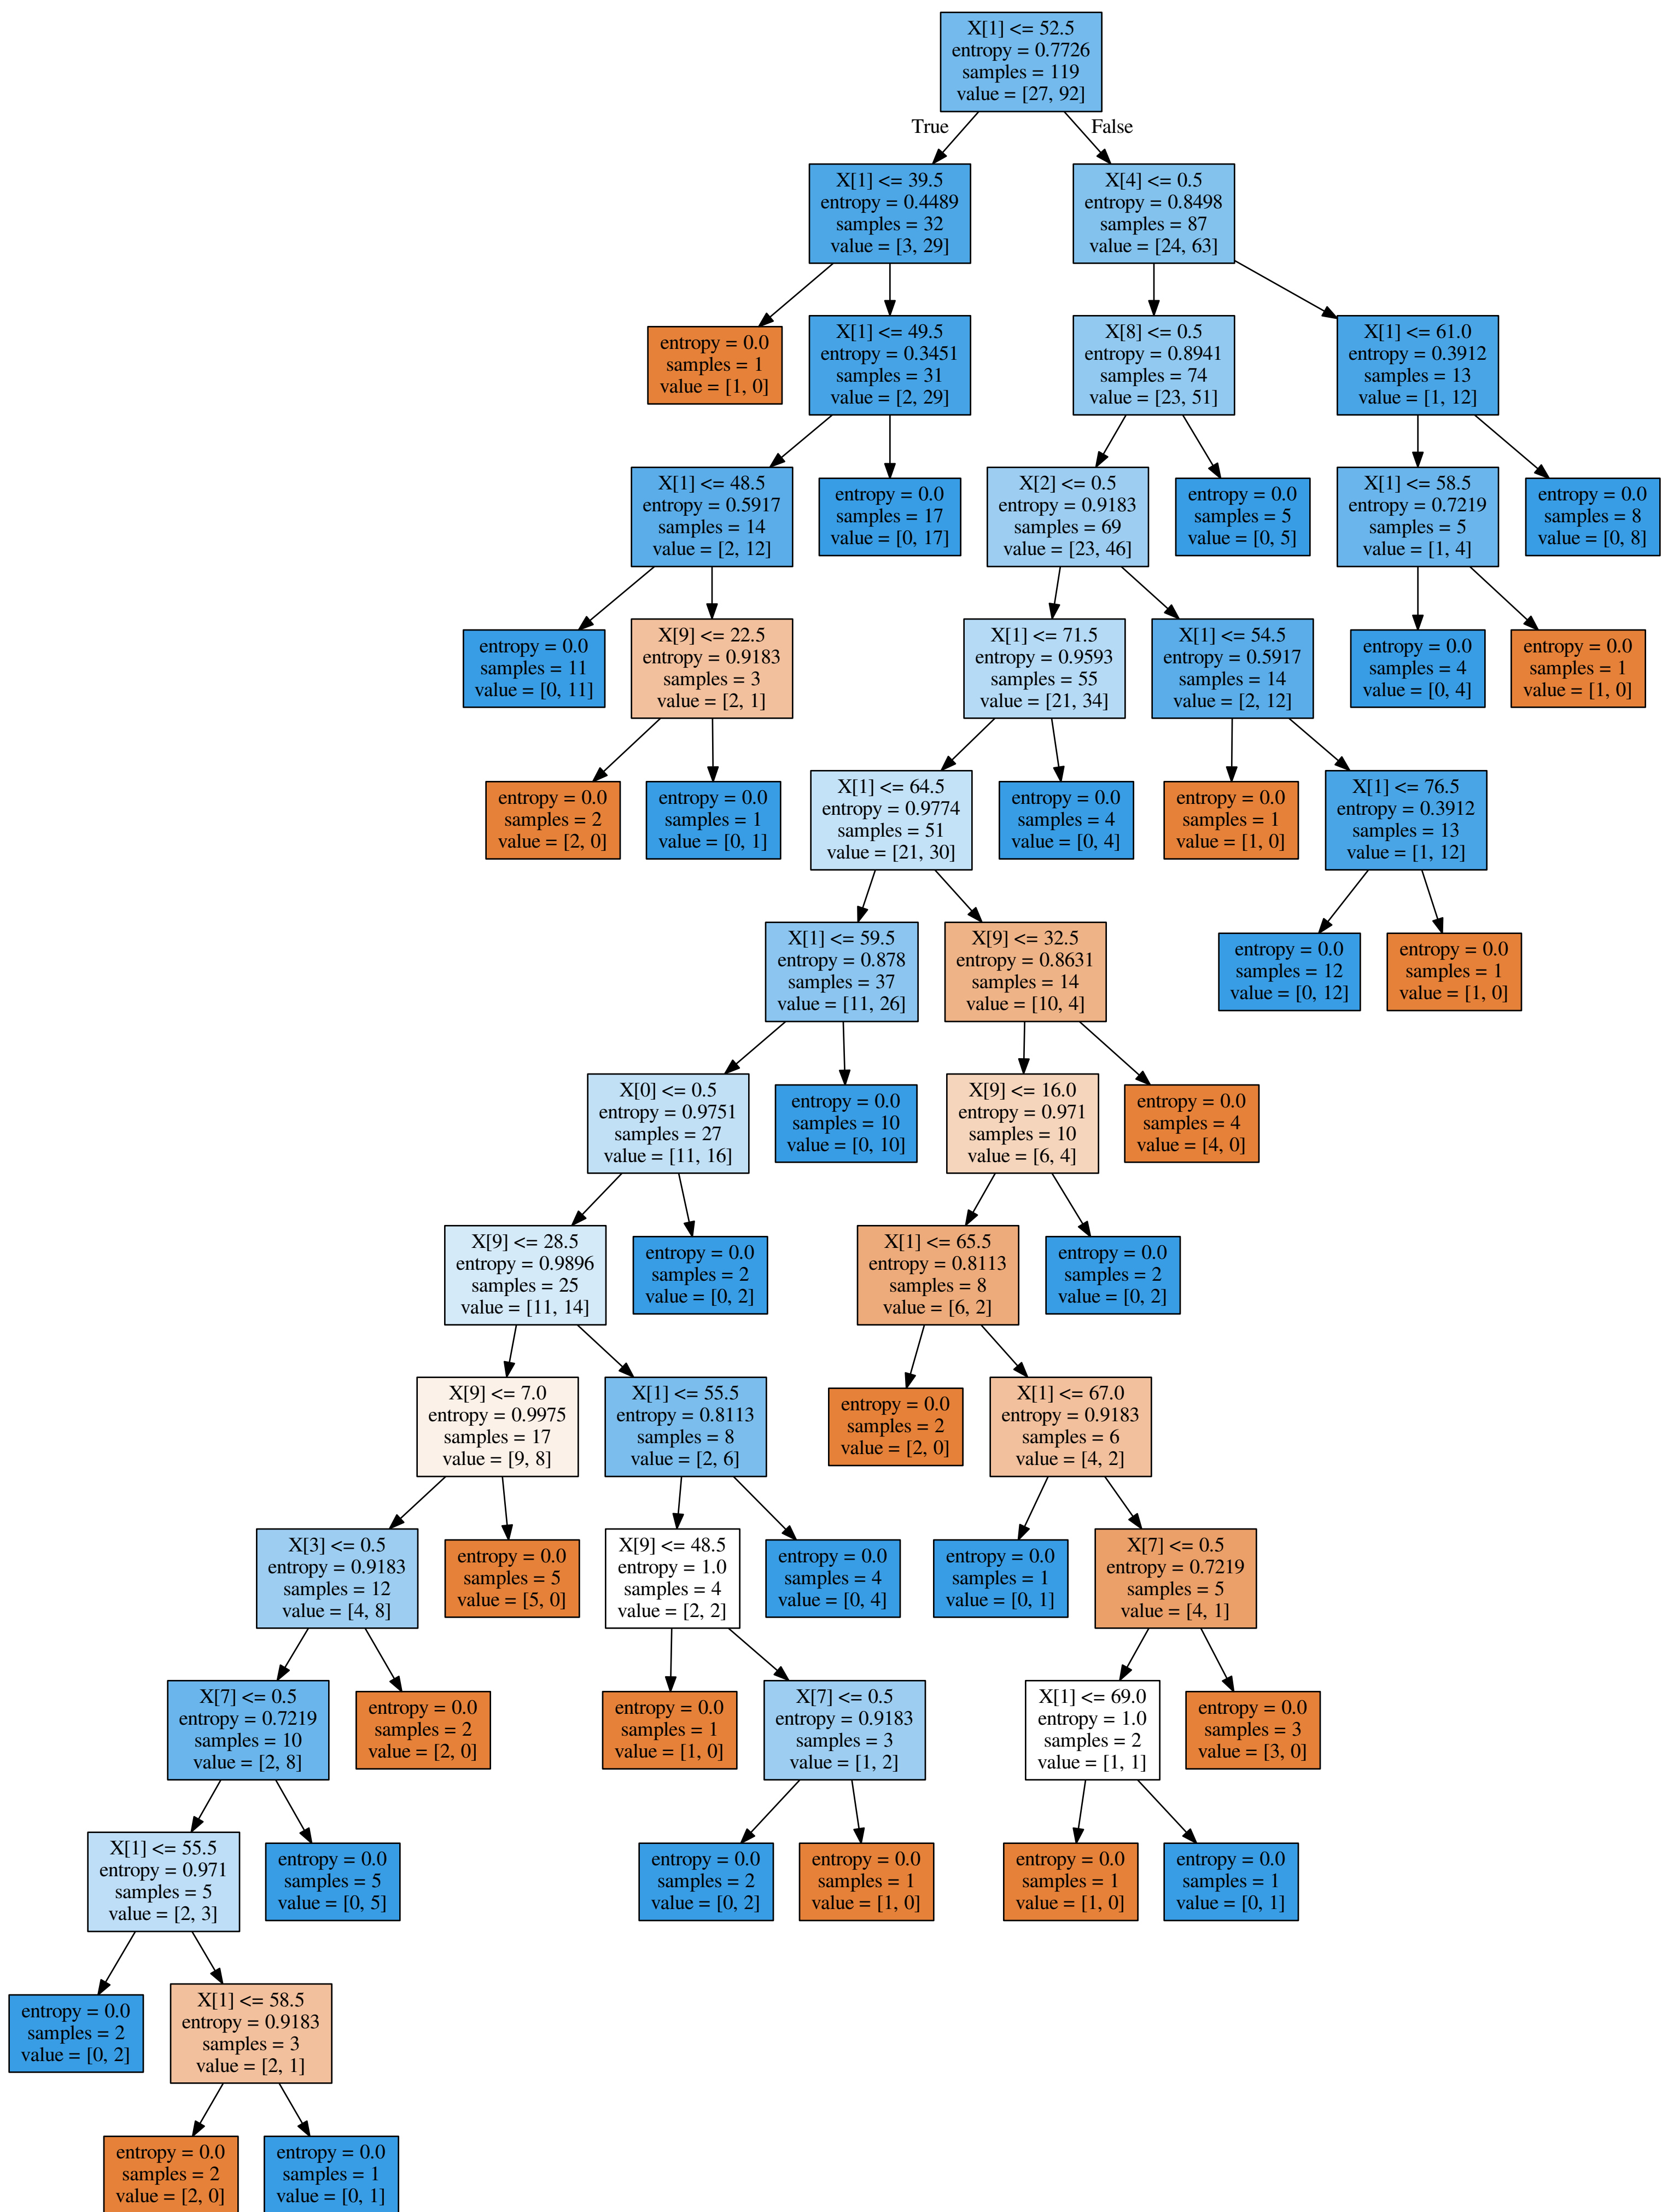 X[1] <= 52.5
entropy = 0.7726
samples = 119
value = [27, 92]
True
False
X[1] <= 39.5
entropy = 0.4489
samples = 32
value = [3, 29]
X[4] <= 0.5
entropy = 0.8498
samples = 87
value = [24, 63]
entropy = 0.0
samples = 1
value = [1, 0]
X[1] <= 49.5
entropy = 0.3451
samples = 31
value = [2, 29]
X[8] <= 0.5
entropy = 0.8941
samples = 74
value = [23, 51]
X[1] <= 61.0
entropy = 0.3912
samples = 13
value = [1, 12]
X[1] <= 48.5
entropy = 0.5917
samples = 14
value = [2, 12]
entropy = 0.0
samples = 17
value = [0, 17]
X[2] <= 0.5
entropy = 0.9183
samples = 69
value = [23, 46]
entropy = 0.0
samples = 5
value = [0, 5]
X[1] <= 58.5
entropy = 0.7219
samples = 5
value = [1, 4]
entropy = 0.0
samples = 8
value = [0, 8]
entropy = 0.0
samples = 11
value = [0, 11]
X[9] <= 22.5
entropy = 0.9183
samples = 3
value = [2, 1]
X[1] <= 71.5
entropy = 0.9593
samples = 55
value = [21, 34]
X[1] <= 54.5
entropy = 0.5917
samples = 14
value = [2, 12]
entropy = 0.0
samples = 4
value = [0, 4]
entropy = 0.0
samples = 1
value = [1, 0]
entropy = 0.0
samples = 2
value = [2, 0]
entropy = 0.0
samples = 1
value = [0, 1]
X[1] <= 64.5
entropy = 0.9774
samples = 51
value = [21, 30]
entropy = 0.0
samples = 4
value = [0, 4]
entropy = 0.0
samples = 1
value = [1, 0]
X[1] <= 76.5
entropy = 0.3912
samples = 13
value = [1, 12]
X[1] <= 59.5
entropy = 0.878
samples = 37
value = [11, 26]
X[9] <= 32.5
entropy = 0.8631
samples = 14
value = [10, 4]
entropy = 0.0
samples = 12
value = [0, 12]
entropy = 0.0
samples = 1
value = [1, 0]
X[0] <= 0.5
entropy = 0.9751
samples = 27
value = [11, 16]
entropy = 0.0
samples = 10
value = [0, 10]
X[9] <= 16.0
entropy = 0.971
samples = 10
value = [6, 4]
entropy = 0.0
samples = 4
value = [4, 0]
X[9] <= 28.5
entropy = 0.9896
samples = 25
value = [11, 14]
entropy = 0.0
samples = 2
value = [0, 2]
X[1] <= 65.5
entropy = 0.8113
samples = 8
value = [6, 2]
entropy = 0.0
samples = 2
value = [0, 2]
X[9] <= 7.0
entropy = 0.9975
samples = 17
value = [9, 8]
X[1] <= 55.5
entropy = 0.8113
samples = 8
value = [2, 6]
entropy = 0.0
samples = 2
value = [2, 0]
X[1] <= 67.0
entropy = 0.9183
samples = 6
value = [4, 2]
X[3] <= 0.5
entropy = 0.9183
samples = 12
value = [4, 8]
entropy = 0.0
samples = 5
value = [5, 0]
X[9] <= 48.5
entropy = 1.0
samples = 4
value = [2, 2]
entropy = 0.0
samples = 4
value = [0, 4]
entropy = 0.0
samples = 1
value = [0, 1]
X[7] <= 0.5
entropy = 0.7219
samples = 5
value = [4, 1]
X[7] <= 0.5
entropy = 0.7219
samples = 10
value = [2, 8]
entropy = 0.0
samples = 2
value = [2, 0]
entropy = 0.0
samples = 1
value = [1, 0]
X[7] <= 0.5
entropy = 0.9183
samples = 3
value = [1, 2]
X[1] <= 69.0
entropy = 1.0
samples = 2
value = [1, 1]
entropy = 0.0
samples = 3
value = [3, 0]
X[1] <= 55.5
entropy = 0.971
samples = 5
value = [2, 3]
entropy = 0.0
samples = 5
value = [0, 5]
entropy = 0.0
samples = 2
value = [0, 2]
entropy = 0.0
samples = 1
value = [1, 0]
entropy = 0.0
samples = 1
value = [1, 0]
entropy = 0.0
samples = 1
value = [0, 1]
entropy = 0.0
samples = 2
value = [0, 2]
X[1] <= 58.5
entropy = 0.9183
samples = 3
value = [2, 1]
entropy = 0.0
samples = 2
value = [2, 0]
entropy = 0.0
samples = 1
value = [0, 1]